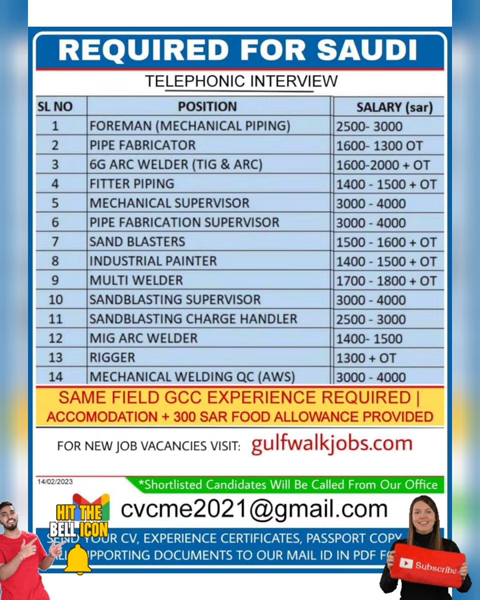 REQUIRED FOR SAUDI
TELEPHONIC INTERVIEW
SL NO POSITION SALARY (sar)
1 FOREMAN (MECHANICAL PIPING) 2500- 3000
2 PIPE FABRICATOR 1600- 1300 OT
3 6G ARC WELDER (TIG & ARC) 1600-2000 + OT
4 FITTER PIPING 1400 - 1500 + OT
5 MECHANICAL SUPERVISOR 3000 - 4000
6 PIPE FABRICATION SUPERVISOR 3000 - 4000
7 SAND BLASTERS 1500 - 1600 + OT
8 INDUSTRIAL PAINTER 1400 - 1500 + OT
9 MULTI WELDER 1700 - 1800 + OT
10 SANDBLASTING SUPERVISOR 3000 - 4000
11 SANDBLASTING CHARGE HANDLER 2500 - 3000
12 MIG ARC WELDER 1400- 1500
13 RIGGER 1300 + OT
14 MECHANICAL WELDING QC (AWS) 3000 - 4000
SAME FIELD GCC EXPERIENCE REQUIRED |
ACCOMODATION + 300 SAR FOOD ALLOWANCE PROVIDED
FOR NEW JOB VACANCIES VISIT: gulfwalkjobs.com
14/02/2023
*Shortlisted Candidates Will Be Called From Our Office
cvcme2021@gmail.com
HIT THE
BELL ICON
SEND YOUR CV, EXPERIENCE CERTIFICATES, PASSPORT COPY
DOCUMENTS TO OUR MAIL ID IN PDF
Subscribe